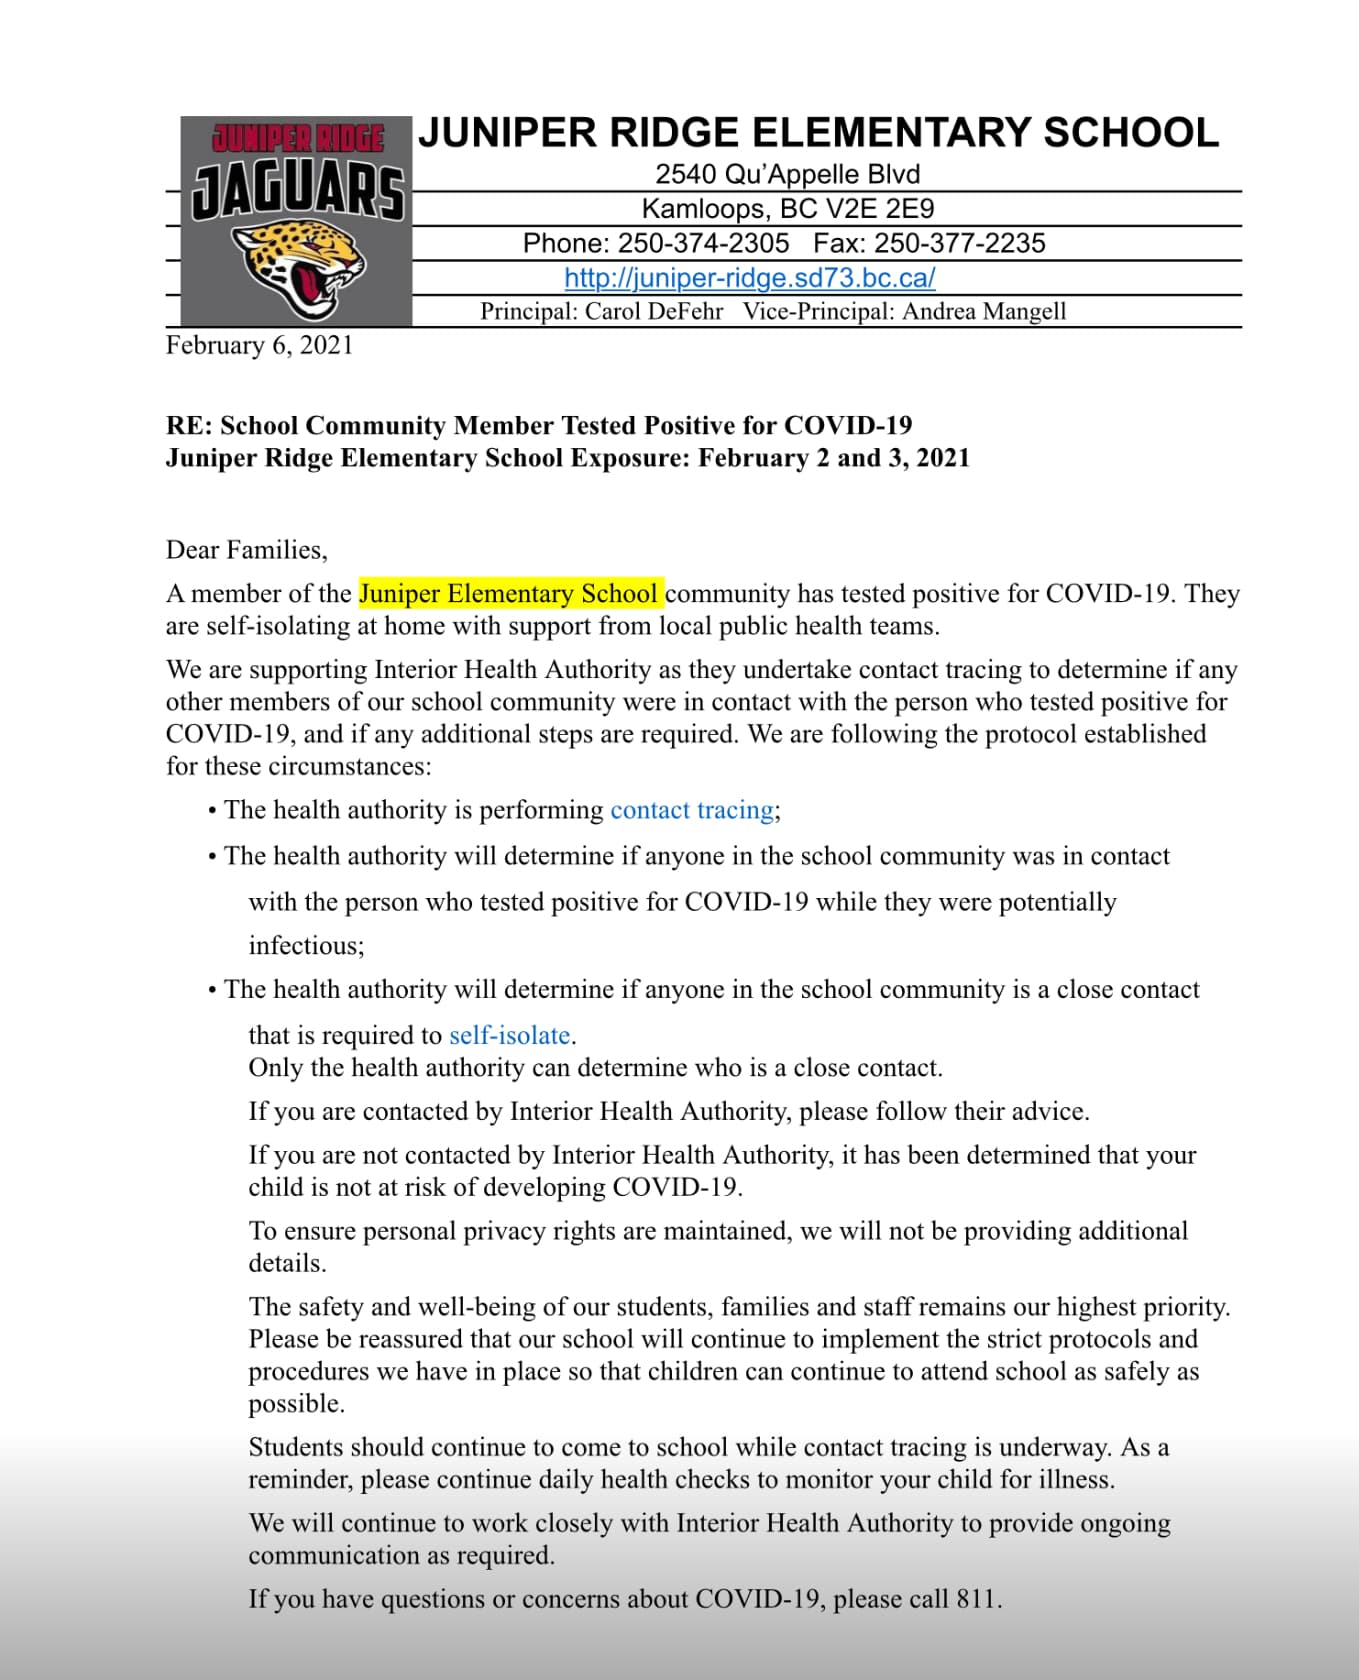 JUNIPER RIDGE
JAGUARS
JUNIPER RIDGE ELEMENTARY SCHOOL
2540 Qu’Appelle Blvd
Kamloops, BC V2E 2E9
Phone: 250-374-2305 Fax: 250-377-2235
http://juniper-ridge.sd73.bc.ca/
Principal: Carol DeFehr Vice-Principal: Andrea Mangell
February 6, 2021
RE: School Community Member Tested Positive for COVID-19
Juniper Ridge Elementary School Exposure: February 2 and 3, 2021
Dear Families,
A member of the Juniper Elementary School community has tested positive for COVID-19. They
are self-isolating at home with support from local public health teams.
We are supporting Interior Health Authority as they undertake contact tracing to determine if any
other members of our school community were in contact with the person who tested positive for
COVID-19, and if any additional steps are required. We are following the protocol established
for these circumstances:
• The health authority is performing contact tracing;
• The health authority will determine if anyone in the school community was in contact
with the person who tested positive for COVID-19 while they were potentially
infectious;
• The health authority will determine if anyone in the school community is a close contact
that is required to self-isolate.
Only the health authority can determine who is a close contact.
If you are contacted by Interior Health Authority, please follow their advice.
If you are not contacted by Interior Health Authority, it has been determined that your
child is not at risk of developing COVID-19.
To ensure personal privacy rights are maintained, we will not be providing additional
details.
The safety and well-being of our students, families and staff remains our highest priority.
Please be reassured that our school will continue to implement the strict protocols and
procedures we have in place so that children can continue to attend school as safely as
possible.
Students should continue to come to school while contact tracing is underway. As a
reminder, please continue daily health checks to monitor your child for illness.
We will continue to work closely with Interior Health Authority to provide ongoing
communication as required.
If you have questions or concerns about COVID-19, please call 811.